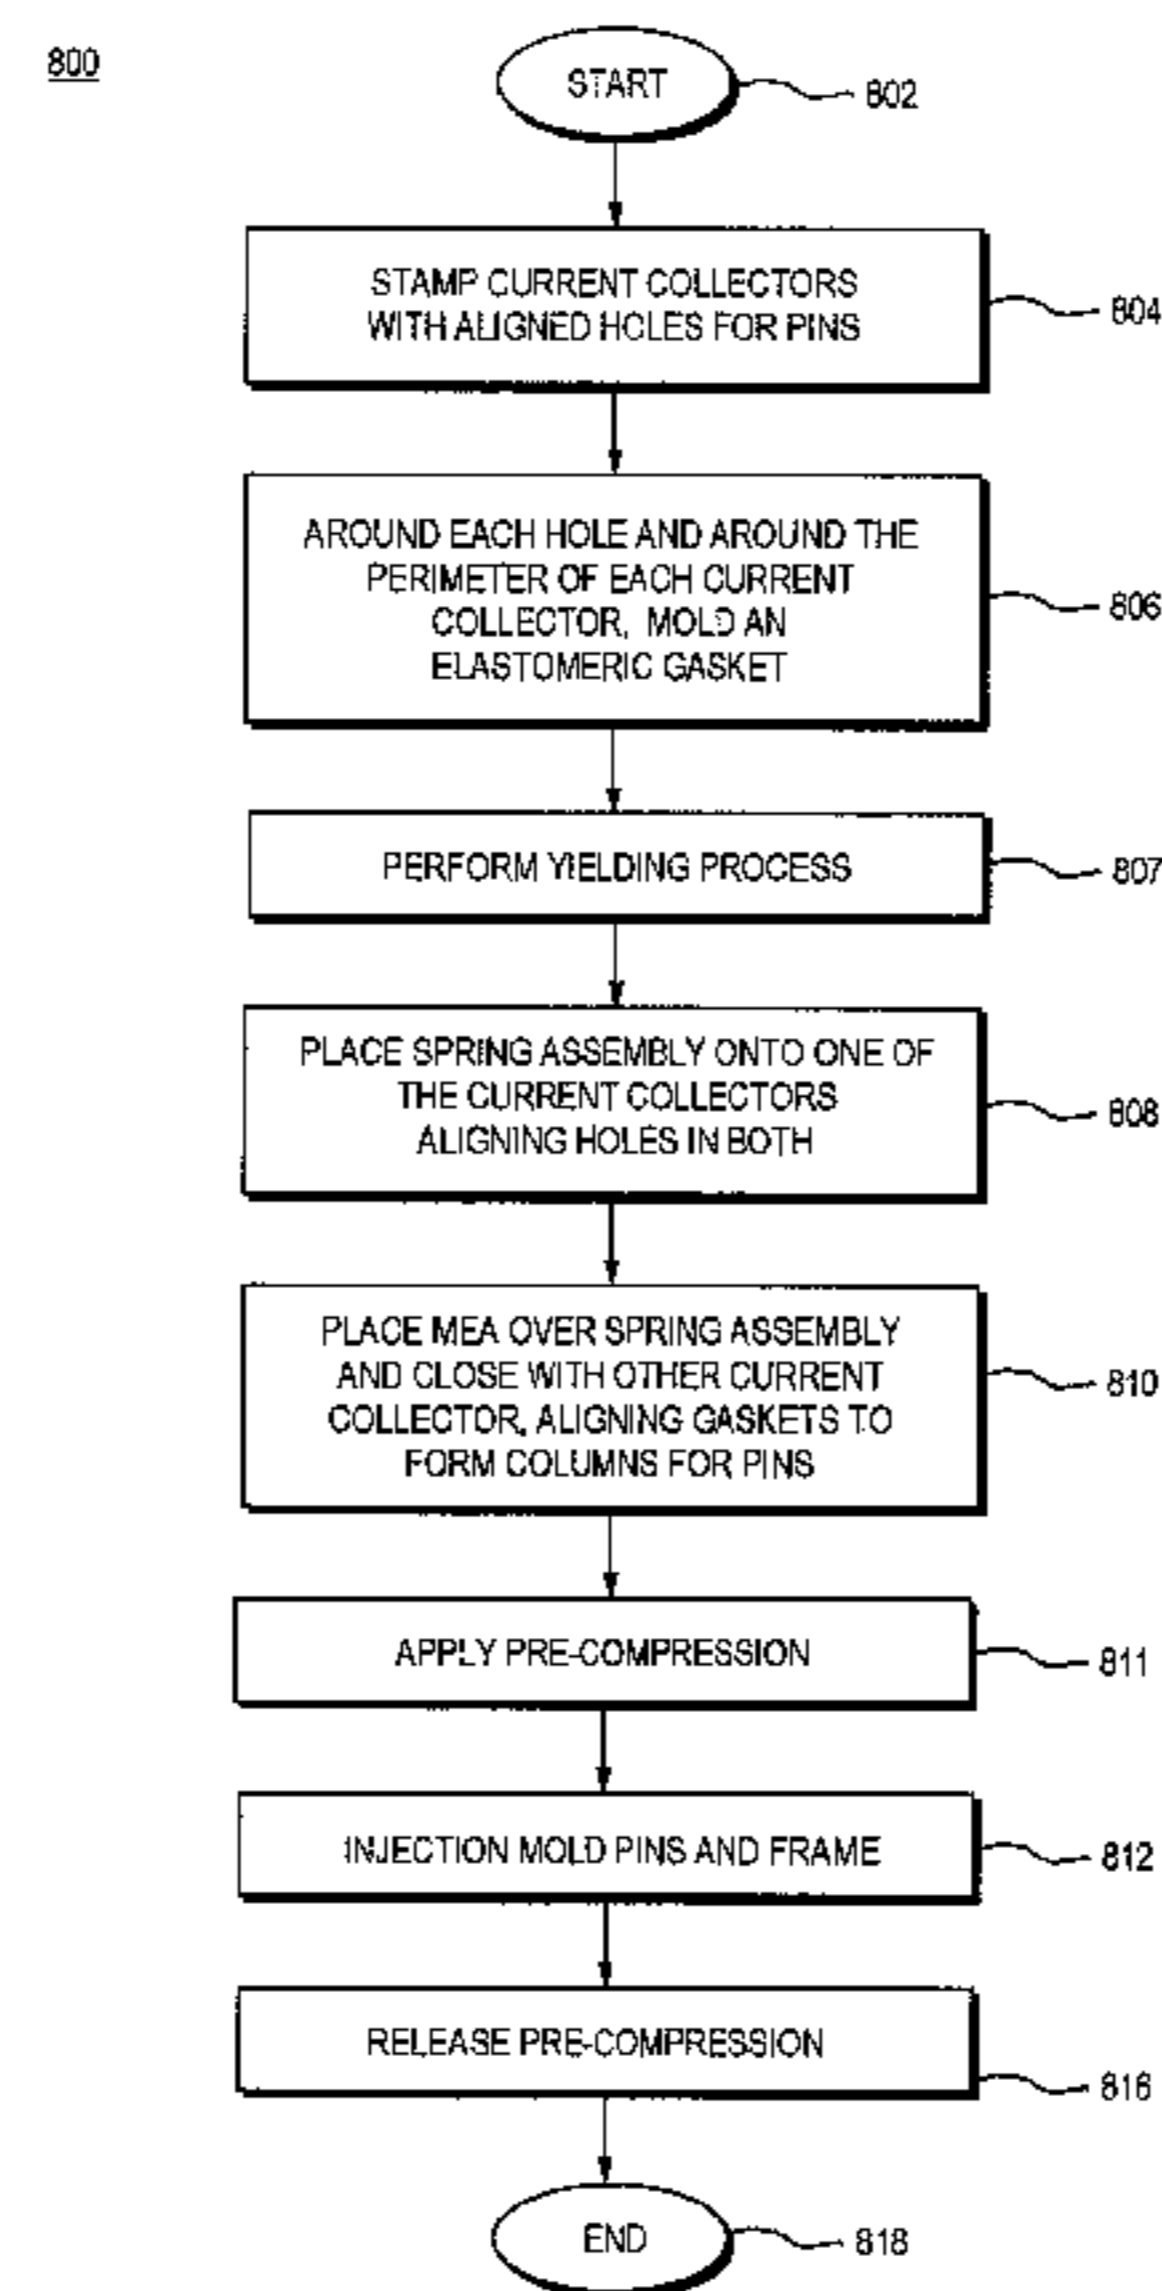 800
START
802
STAMP CURRENT COLLECTORS
WITH ALIGNED HOLES FOR PINS
804
AROUND EACH HOLE AND AROUND THE
PERIMETER OF EACH CURRENT
COLLECTOR, MOLD AN
ELASTOMERIC GASKET
806
PERFORM YIELDING PROCESS
807
PLACE SPRING ASSEMBLY ONTO ONE OF
THE CURRENT COLLECTORS
ALIGNING HOLES IN BOTH
808
PLACE MEA OVER SPRING ASSEMBLY
AND CLOSE WITH OTHER CURRENT
COLLECTOR, ALIGNING GASKETS TO
FORM COLUMNS FOR PINS
810
APPLY PRE-COMPRESSION
811
INJECTION MOLD PINS AND FRAME
812
RELEASE PRE-COMPRESSION
816
END
818